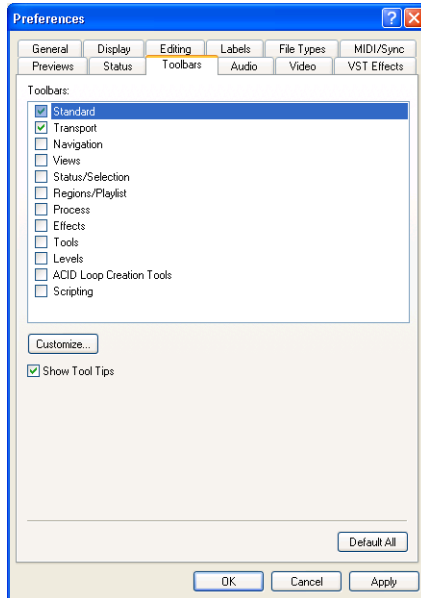 Preferences
General Display Editing Labels File Types MIDI/Sync
Previews Status Toolbars Audio Video VST Effects
Toolbars:
Standard
Transport
Navigation
Views
Status/Selection
Regions/Playlist
Process
Effects
Tools
Levels
ACID Loop Creation Tools
Scripting
Customize...
Show Tool Tips
Default All
OK Cancel Apply